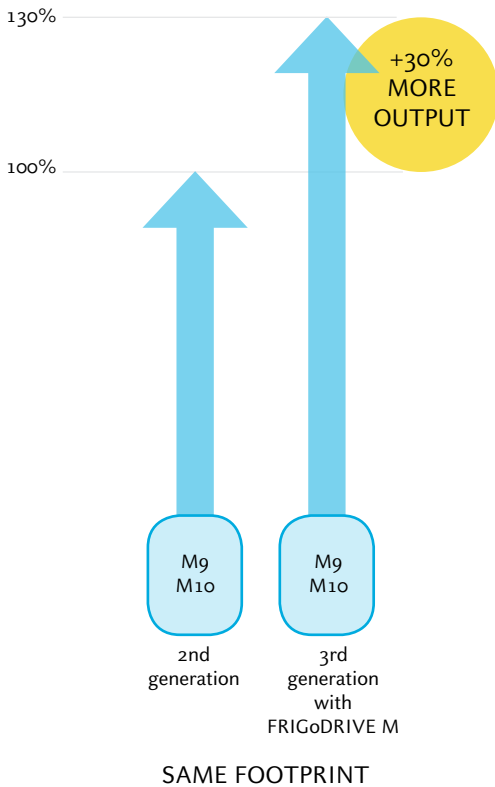 130%
+30%
MORE
OUTPUT
100%
M9
M10
M9
M10
2nd
generation
3rd
generation
with
FRIGoDRIVE M
SAME FOOTPRINT